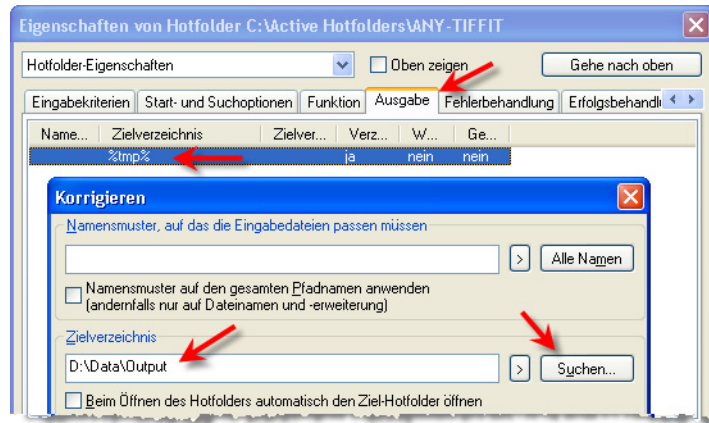 Eigenschaften von Hotfolder C:\Active Hotfolders\ANY-TIFFIT
Hotfolder-Eigenschaften Oben zeigen Gehe nach oben
Eingabekriterien Start- und Suchoptionen Funktion Ausgabe Fehlerbehandlung Erfolgsbehandl
Name... Zielverzeichnis Zielver... Verz... W... Ge...
%tmp% ja nein nein
Korrigieren
Namensmuster, auf das die Eingabedateien passen müssen
> Alle Namen
Namensmuster auf den gesamten Pfadnamen anwenden
(andernfalls nur auf Dateinamen und -erweiterung)
Zielverzeichnis
D:\Data\Output > Suchen...
Beim Öffnen des Hotfolders automatisch den Ziel-Hotfolder öffnen